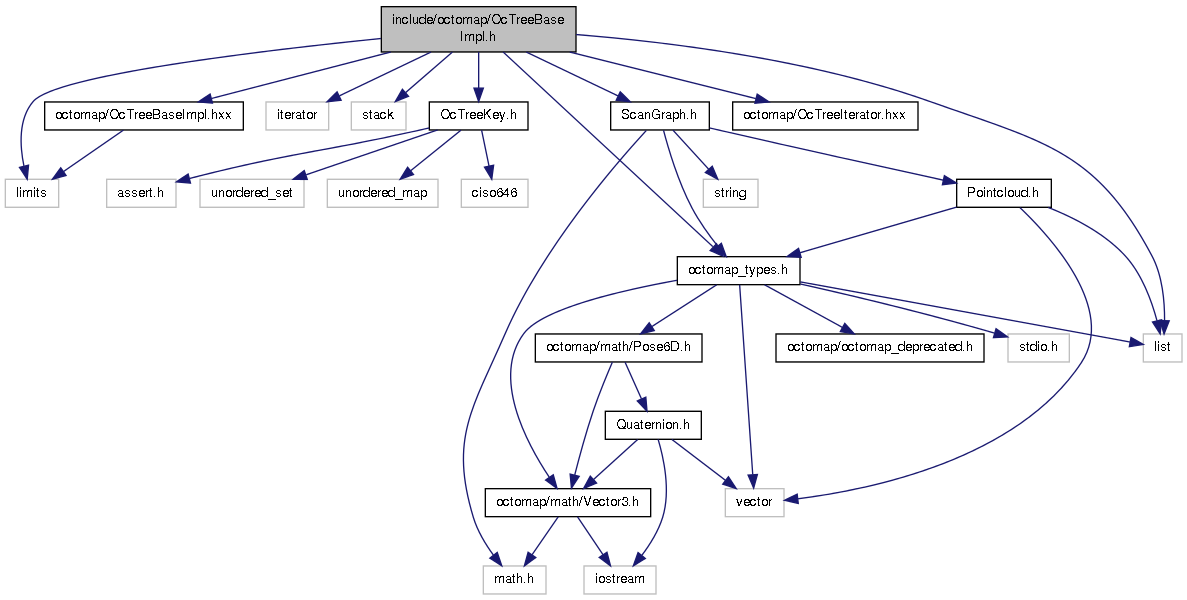 include/octomap/OcTreeBase
Impl.h
octomap/OcTreeBaseImpl.hxx
iterator
stack
OcTreeKey.h
ScanGraph.h
octomap/OcTreeIterator.hxx
limits
assert.h
unordered_set
unordered_map
ciso646
string
Pointcloud.h
octomap_types.h
octomap/math/Pose6D.h
octomap/octomap_deprecated.h
stdio.h
list
Quaternion.h
octomap/math/Vector3.h
vector
math.h
iostream